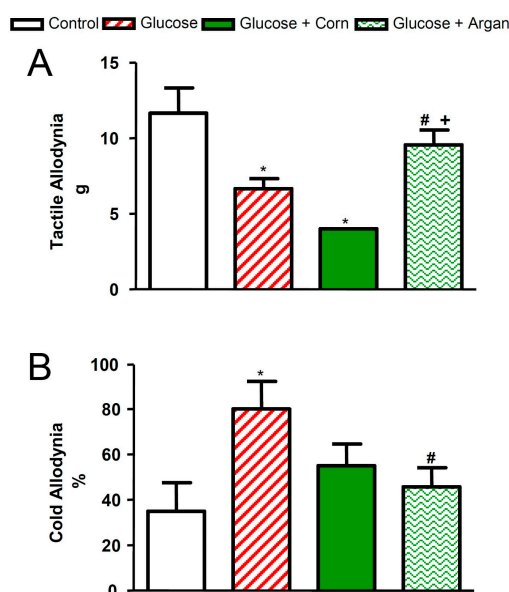 Control Glucose Glucose + Corn Glucose + Argan
A
Tactile Allodynia
g
15
10
5
0
*
*
# +
B
Cold Allodynia
%
100
80
60
40
20
0
*
#